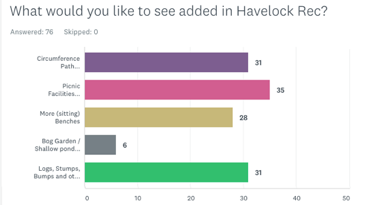 What would you like to see added in Havelock Rec?
Answered: 76 Skipped: 0
Circumference
Path...
31
Picnic
Facilities...
35
More (sitting)
Benches
28
Bog Garden /
Shallow pond...
6
Logs, Stumps,
Bumps and ot...
31
0 10 20 30 40 50